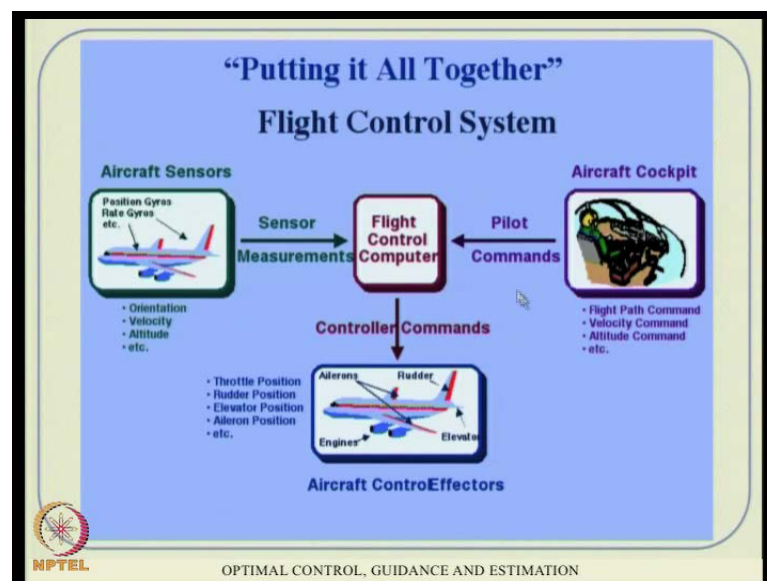 “Putting it All Together”
Flight Control System
Aircraft Sensors
Position Gyros
Rate Gyros
etc.
• Orientation
• Velocity
• Altitude
• etc.
Sensor
Measurements
Flight
Control
Computer
Pilot
Commands
Aircraft Cockpit
• Flight Path Command
• Velocity Command
• Altitude Command
• etc.
Controller Commands
• Throttle Position
• Rudder Position
• Elevator Position
• Aileron Position
• etc.
Ailerons
Rudder
Engines
Elevator
Aircraft ControlEffectors
NPTEL
OPTIMAL CONTROL, GUIDANCE AND ESTIMATION